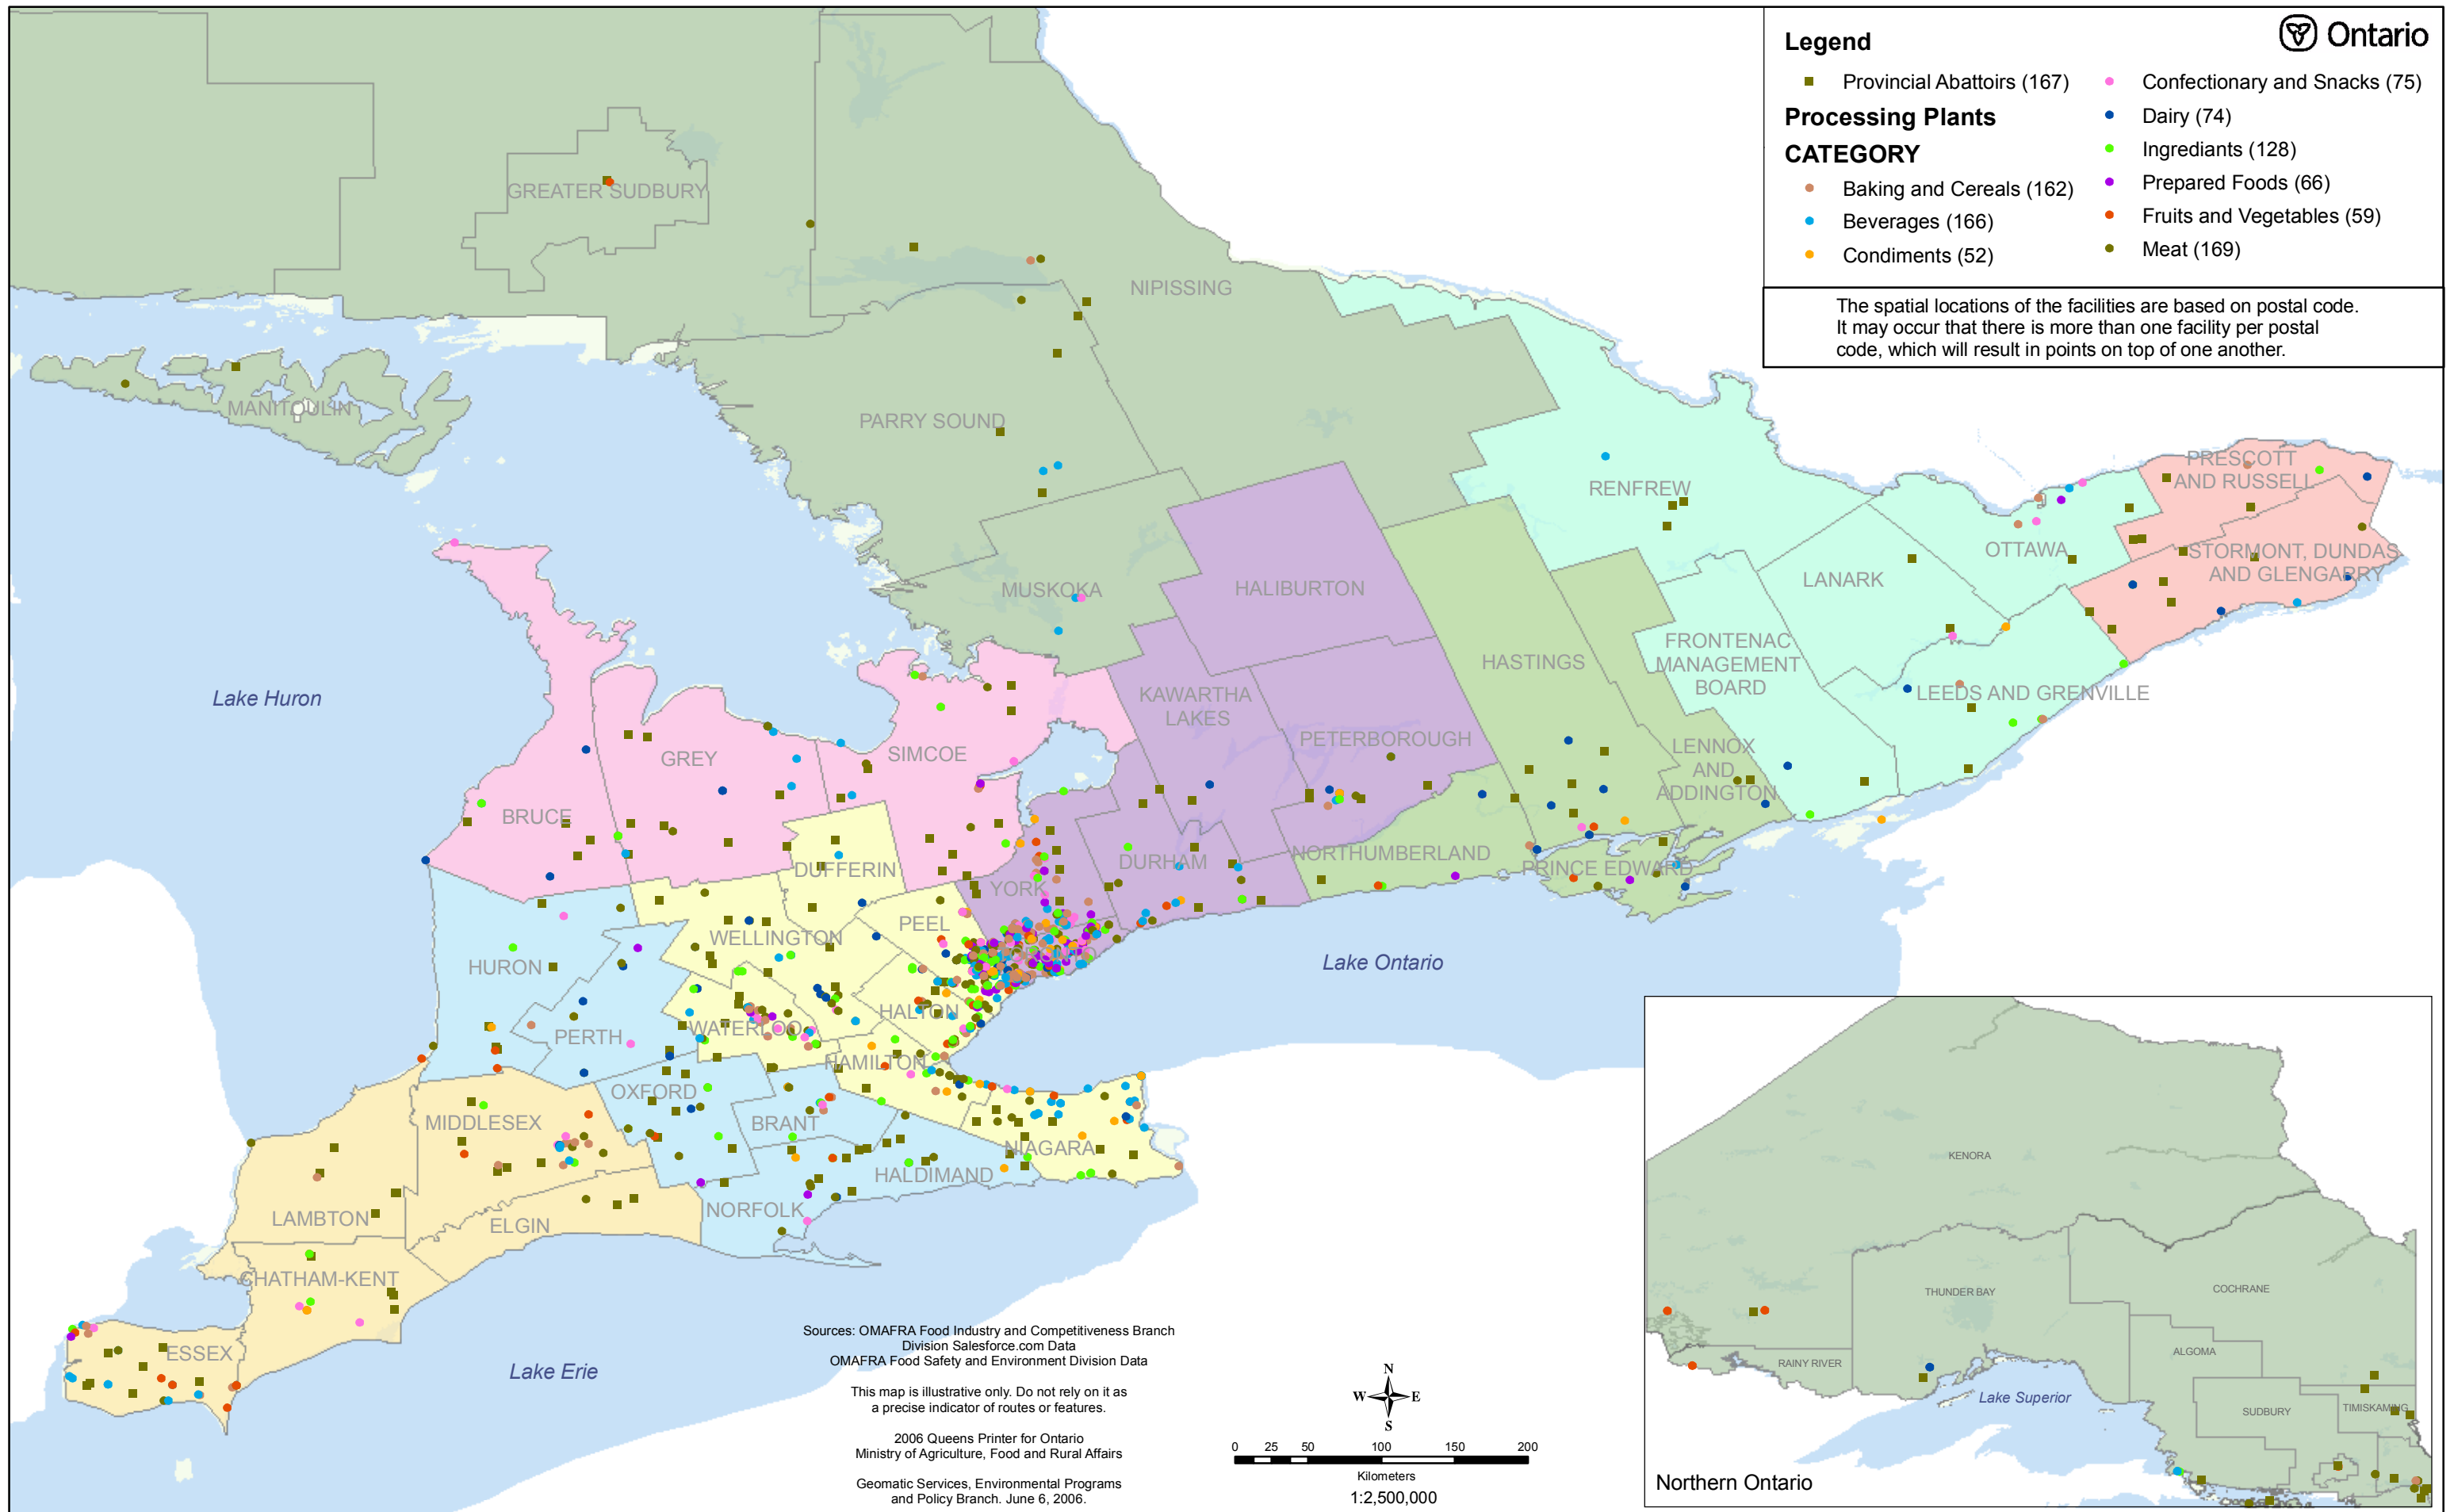 Legend
Ontario
Provincial Abattoirs (167)
Processing Plants
CATEGORY
Baking and Cereals (162)
Beverages (166)
Condiments (52)
Confectionary and Snacks (75)
Dairy (74)
Ingrediants (128)
Prepared Foods (66)
Fruits and Vegetables (59)
Meat (169)
The spatial locations of the facilities are based on postal code.
It may occur that there is more than one facility per postal
code, which will result in points on top of one another.
GREATER SUDBURY
NIPISSING
MANITOULIN
PARRY SOUND
RENFREW
PRESCOTT
AND RUSSELL
OTTAWA
STORMONT, DUNDAS
AND GLENGARRY
LANARK
MUSKOKA
HALIBURTON
HASTINGS
FRONTENAC
MANAGEMENT
BOARD
LEEDS AND GRENVILLE
Lake Huron
KAWARTHA
LAKES
PETERBOROUGH
LENNOX
AND
ADDINGTON
GREY
SIMCOE
BRUCE
DUFFERIN
DURHAM
NORTHUMBERLAND
PRINCE EDWARD
YORK
PEEL
WELLINGTON
HURON
Lake Ontario
HALTON
WATERLOO
PERTH
HAMILTON
OXFORD
MIDDLESEX
BRANT
NIAGARA
HALDIMAND
NORFOLK
LAMBTON
ELGIN
CHATHAM-KENT
ESSEX
Lake Erie
Sources: OMAFRA Food Industry and Competitiveness Branch
Division Salesforce.com Data
OMAFRA Food Safety and Environment Division Data
This map is illustrative only. Do not rely on it as
a precise indicator of routes or features.
2006 Queens Printer for Ontario
Ministry of Agriculture, Food and Rural Affairs
Geomatic Services, Environmental Programs
and Policy Branch. June 6, 2006.
N
W E
S
0 25 50 100 150 200
Kilometers
1:2,500,000
KENORA
THUNDER BAY
COCHRANE
RAINY RIVER
ALGOMA
Lake Superior
SUDBURY
TIMISKAMING
Northern Ontario